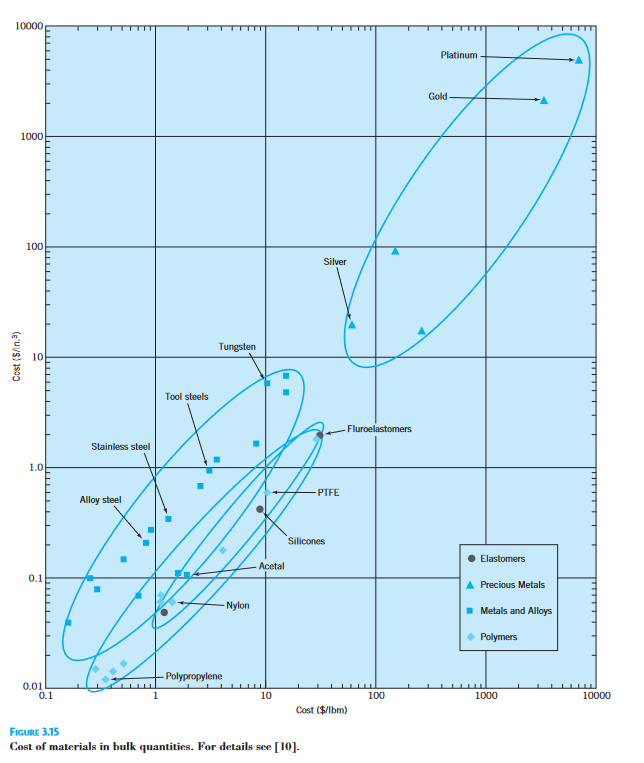 10000
Platinum
Gold
1000
100
Silver
Cost ($/in.³)
10
Tungsten
Tool steels
Fluroelastomers
Stainless steel
1.0
PTFE
Alloy steel
Silicones
Elastomers
Acetal
0.1
Precious Metals
Nylon
Metals and Alloys
Polymers
Polypropylene
0.01
0.1 1 10 100 1000 10000
Cost ($/lbm)
FIGURE 3.15
Cost of materials in bulk quantities. For details see [10].